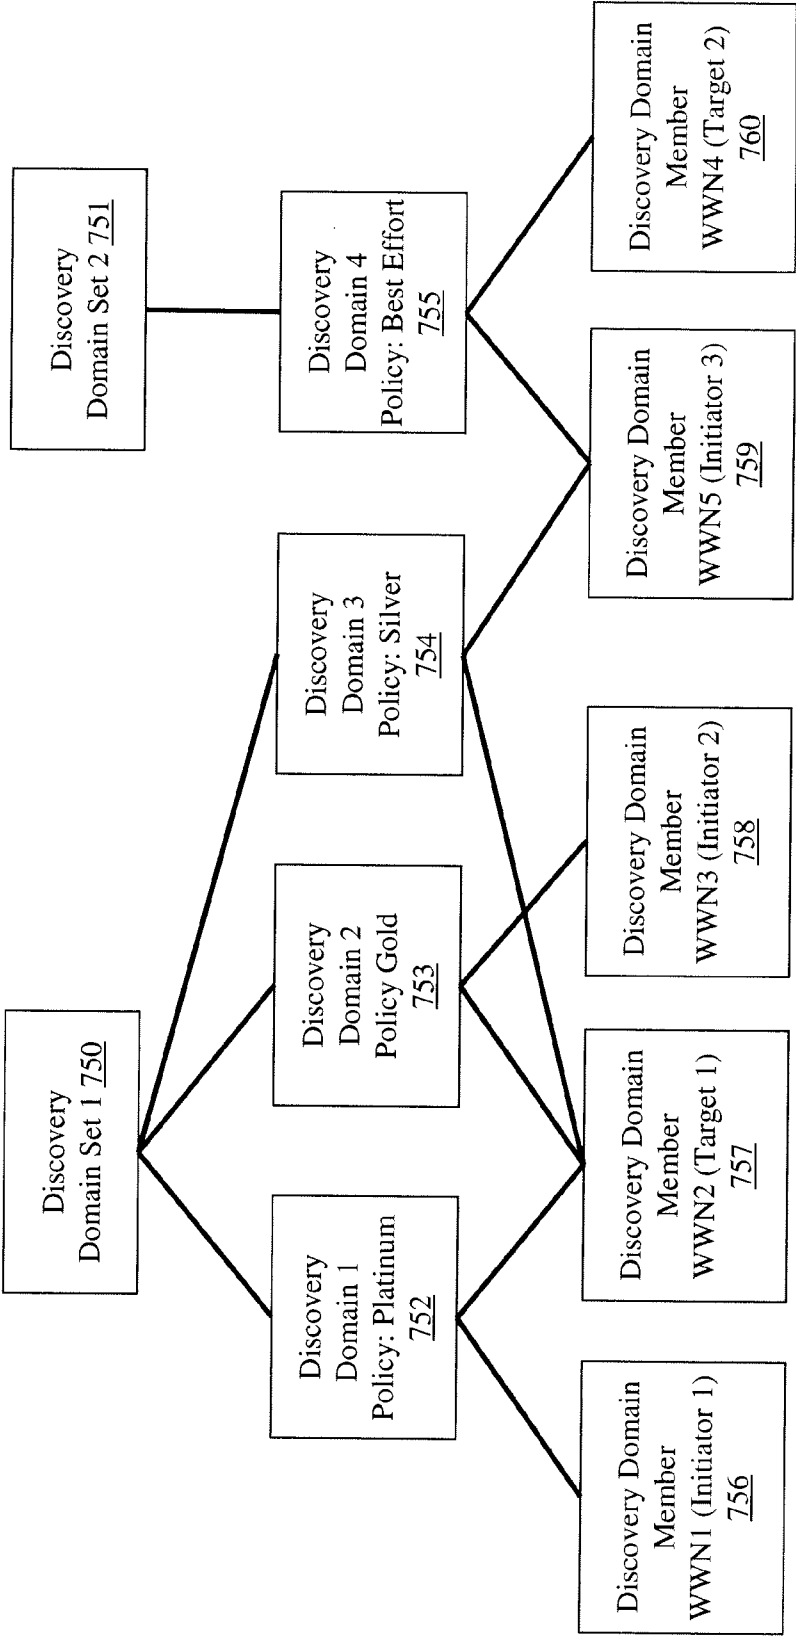 Discovery
Domain Set 1 750
Discovery
Domain Set 2 751
Discovery
Domain 1
Policy: Platinum
752
Discovery
Domain 2
Policy Gold
753
Discovery
Domain 3
Policy: Silver
754
Discovery
Domain 4
Policy: Best Effort
755
Discovery Domain
Member
WWN1 (Initiator 1)
756
Discovery Domain
Member
WWN2 (Target 1)
757
Discovery Domain
Member
WWN3 (Initiator 2)
758
Discovery Domain
Member
WWN5 (Initiator 3)
759
Discovery Domain
Member
WWN4 (Target 2)
760